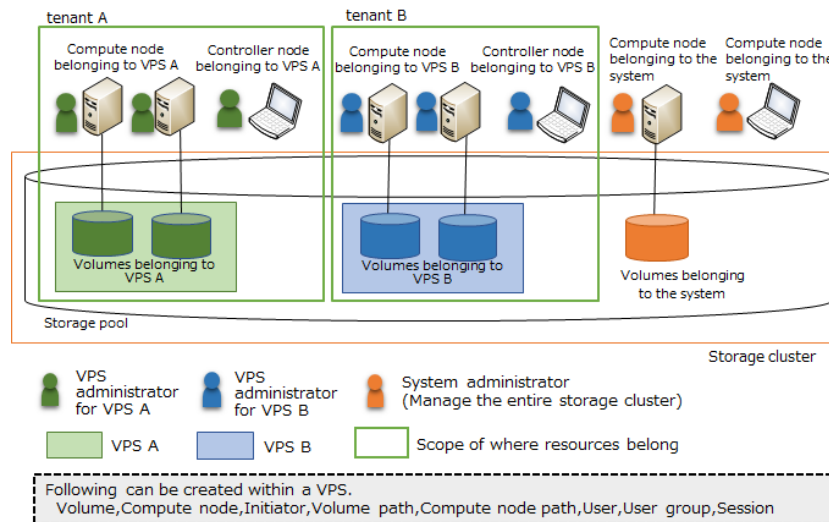 tenant A
tenant B
Compute node
belonging to VPS A
Controller node
belonging to VPS A
Compute node
belonging to VPS B
Controller node
belonging to VPS B
Compute node
belonging to the
system
Compute node
belonging to the
system
Volumes belonging to
VPS A
Volumes belonging to
VPS B
Volumes belonging
to the system
Storage pool
Storage cluster
VPS
administrator
for VPS A
VPS
administrator
for VPS B
System administrator
(Manage the entire storage cluster)
VPS A
VPS B
Scope of where resources belong
Following can be created within a VPS.
Volume,Compute node,Initiator,Volume path,Compute node path,User,User group,Session